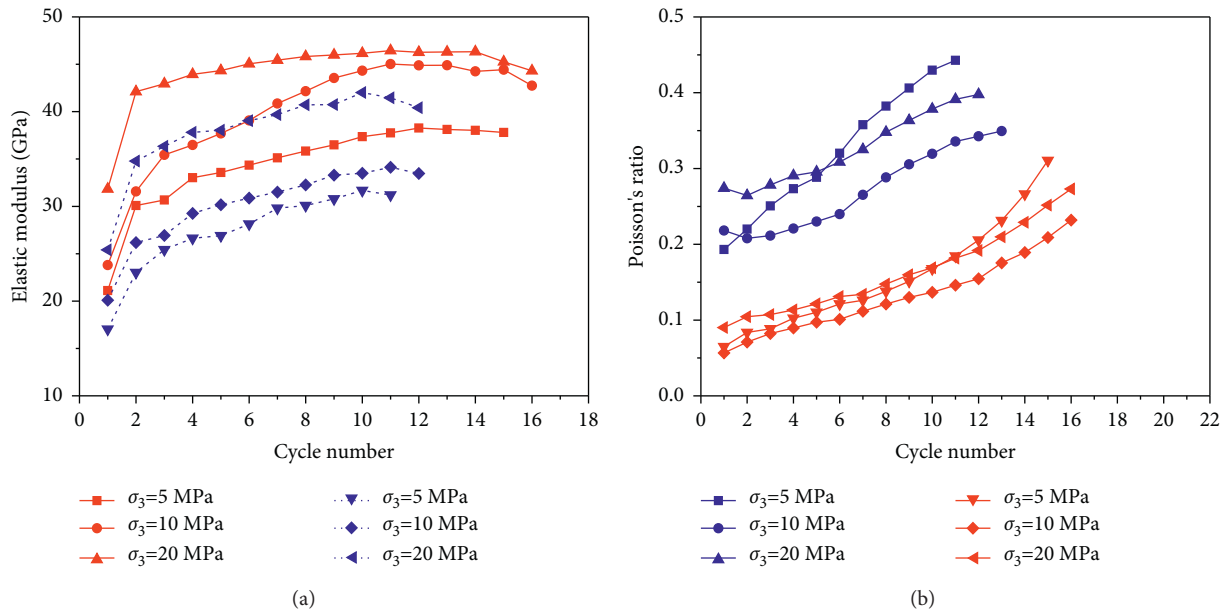 50
40
30
20
10
0 2 4 6 8 10 12 14 16 18
Elastic modulus (GPa)
Cycle number
σ3=5 MPa
σ3=10 MPa
σ3=20 MPa
σ3=5 MPa
σ3=10 MPa
σ3=20 MPa
(a)
0.5
0.4
0.3
0.2
0.1
0.0
0 2 4 6 8 10 12 14 16 18 20 22
Poisson's ratio
Cycle number
σ3=5 MPa
σ3=10 MPa
σ3=20 MPa
σ3=5 MPa
σ3=10 MPa
σ3=20 MPa
(b)